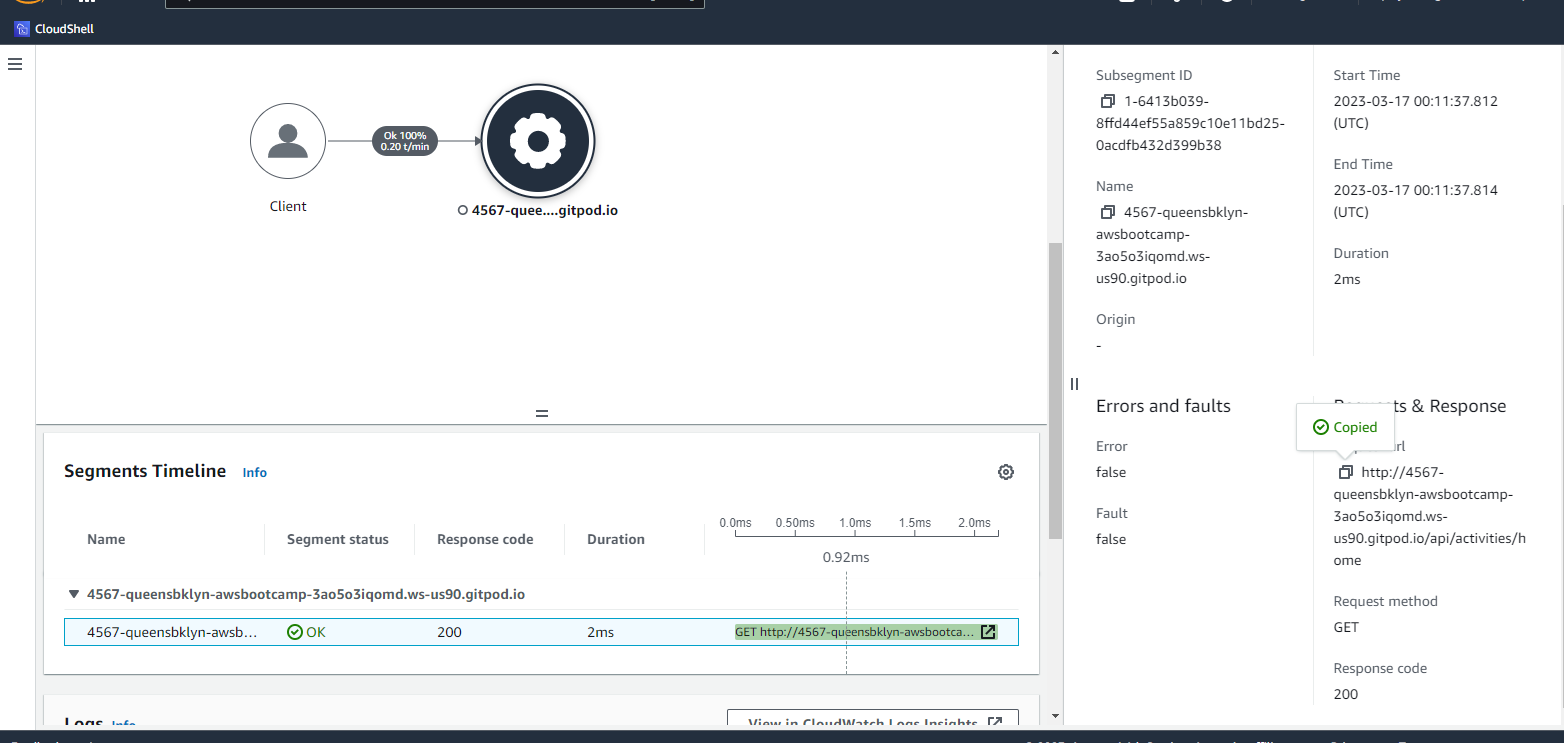 CloudShell
Ok 100%
0.20 t/min
Client
4567-quee....gitpod.io
Segments Timeline Info
0.0ms 0.50ms 1.0ms 1.5ms 2.0ms
Name Segment status Response code Duration
0.92ms
4567-queensbklyn-awsbootcamp-3ao5o3iqomd.ws-us90.gitpod.io
4567-queensbklyn-awsb... OK 200 2ms GET http://4567-queensbklyn-awsbootca...
Logs Info
View in CloudWatch Logs Insights
Subsegment ID
1-6413b039-
8ffd44ef55a859c10e11bd25-
0acdfb432d399b38
Name
4567-queensbklyn-
awsbootcamp-
3ao5o3iqomd.ws-
us90.gitpod.io
Origin
-
Start Time
2023-03-17 00:11:37.812
(UTC)
End Time
2023-03-17 00:11:37.814
(UTC)
Duration
2ms
Errors and faults
Error
false
Fault
false
& Response
Copied
http://4567-
queensbklyn-awsbootcamp-
3ao5o3iqomd.ws-
us90.gitpod.io/api/activities/h
ome
Request method
GET
Response code
200